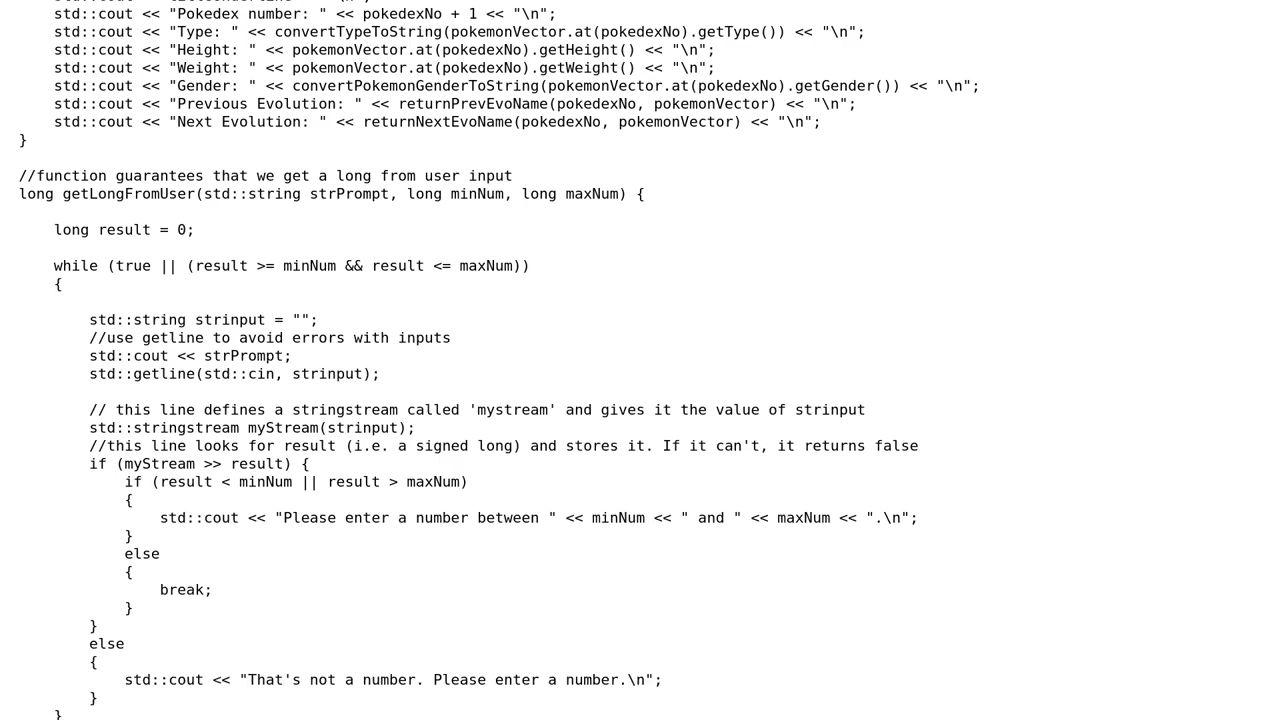 std::cout << "Pokedex number: " << pokedexNo + 1 << "\n";
    std::cout << "Type: " << convertTypeToString(pokemonVector.at(pokedexNo).getType()) << "\n";
    std::cout << "Height: " << pokemonVector.at(pokedexNo).getHeight() << "\n";
    std::cout << "Weight: " << pokemonVector.at(pokedexNo).getWeight() << "\n";
    std::cout << "Gender: " << convertPokemonGenderToString(pokemonVector.at(pokedexNo).getGender()) << "\n";
    std::cout << "Previous Evolution: " << returnPrevEvoName(pokedexNo, pokemonVector) << "\n";
    std::cout << "Next Evolution: " << returnNextEvoName(pokedexNo, pokemonVector) << "\n";
}

//function guarantees that we get a long from user input
long getLongFromUser(std::string strPrompt, long minNum, long maxNum) {

    long result = 0;

    while (true || (result >= minNum && result <= maxNum))
    {

        std::string strinput = "";
        //use getline to avoid errors with inputs
        std::cout << strPrompt;
        std::getline(std::cin, strinput);

        // this line defines a stringstream called 'mystream' and gives it the value of strinput
        std::stringstream myStream(strinput);
        //this line looks for result (i.e. a signed long) and stores it. If it can't, it returns false
        if (myStream >> result) {
            if (result < minNum || result > maxNum)
            {
                std::cout << "Please enter a number between " << minNum << " and " << maxNum << ".\n";
            }
            else
            {
                break;
            }
        }
        else
        {
            std::cout << "That's not a number. Please enter a number.\n";
        }
    }